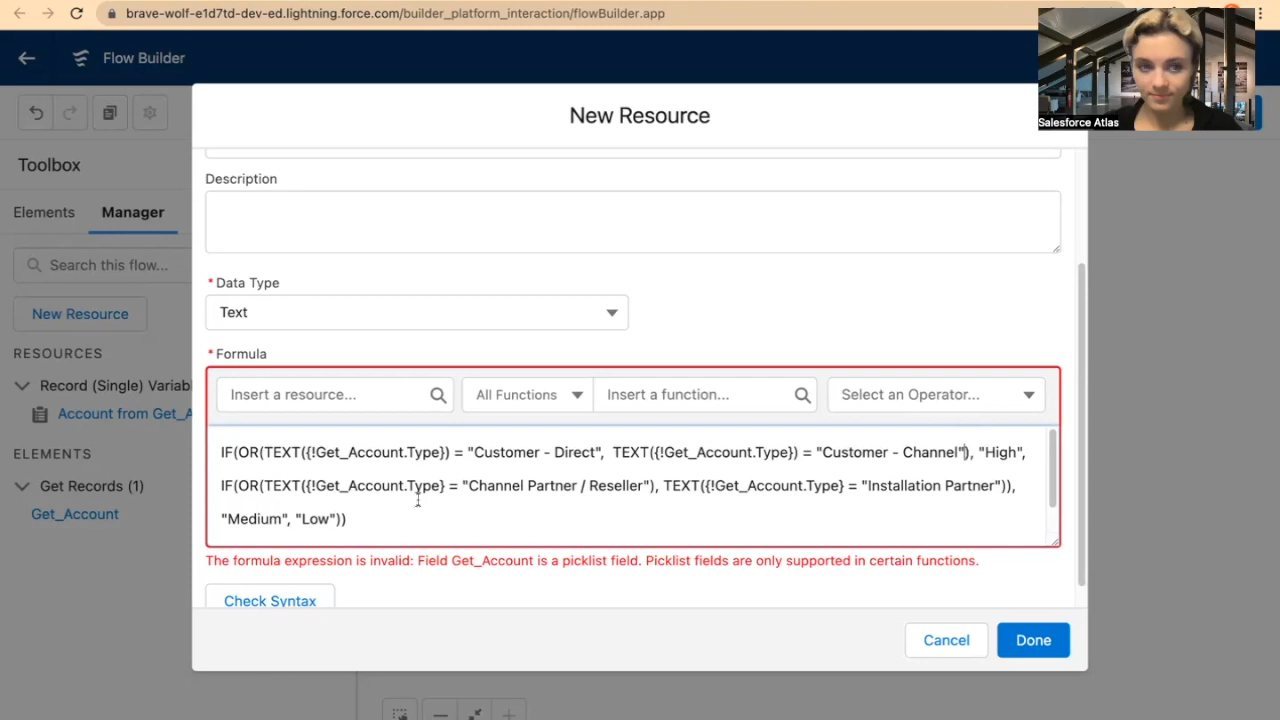 brave-wolf-e1d7td-dev-ed.lightning.force.com/builder_platform_interaction/flowBuilder.app
Flow Builder
Salesforce Atlas
New Resource
Toolbox
Elements
Manager
Search this flow...
New Resource
RESOURCES
Record (Single) Variab
Account from Get_A
ELEMENTS
Get Records (1)
Get_Account
Description
* Data Type
Text
* Formula
Insert a resource...
All Functions
Insert a function...
Select an Operator...
IF(OR(TEXT({!Get_Account.Type}) = "Customer - Direct",  TEXT({!Get_Account.Type}) = "Customer - Channel"), "High",
IF(OR(TEXT({!Get_Account.Type} = "Channel Partner / Reseller"), TEXT({!Get_Account.Type} = "Installation Partner")),
"Medium", "Low"))
The formula expression is invalid: Field Get_Account is a picklist field. Picklist fields are only supported in certain functions.
Check Syntax
Cancel
Done